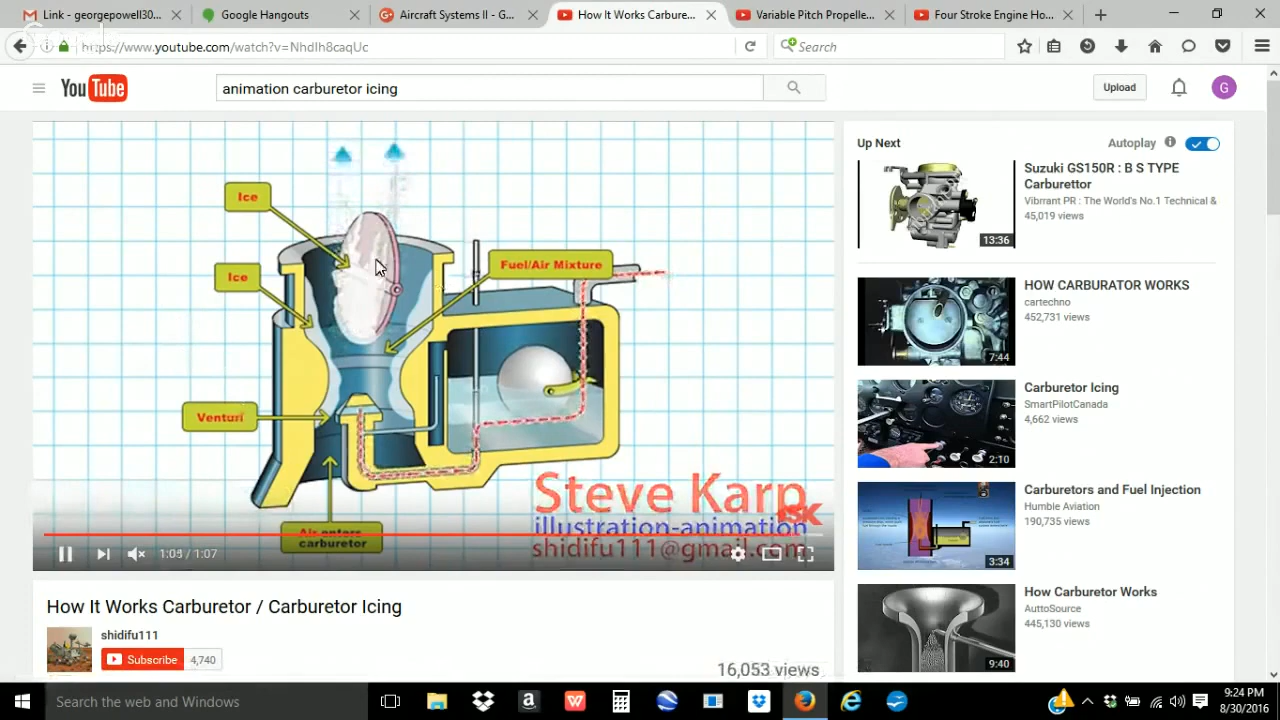 Link - gergepowell30...
Google Hangouts
Aircraft Systems II - G...
How It Works Carbure...
Variable Pitch Propelle...
Four Stroke Engine Ho...
https://www.youtube.com/watch?v=NhdIh8caqUc
Search
YouTube
animation carburetor icing
Upload
G
Ice
Ice
Fuel/Air Mixture
Venturi
Air enters
carburetor
Steve Karp
sk
illustration-animation
shidifu111@gmail.com
1:03 / 1:07
How It Works Carburetor / Carburetor Icing
shidifu111
Subscribe 4,740
16,053 views
Up Next
Autoplay
Suzuki GS150R : B S TYPE
Carburettor
Vibrrant PR : The World's No.1 Technical &
45,019 views
13:36
HOW CARBURATOR WORKS
cartechno
452,731 views
7:44
Carburetor Icing
SmartPilotCanada
4,662 views
2:10
Carburetors and Fuel Injection
Humble Aviation
190,735 views
3:34
How Carburetor Works
AuttoSource
445,130 views
9:40
Search the web and Windows
9:24 PM
8/30/2016